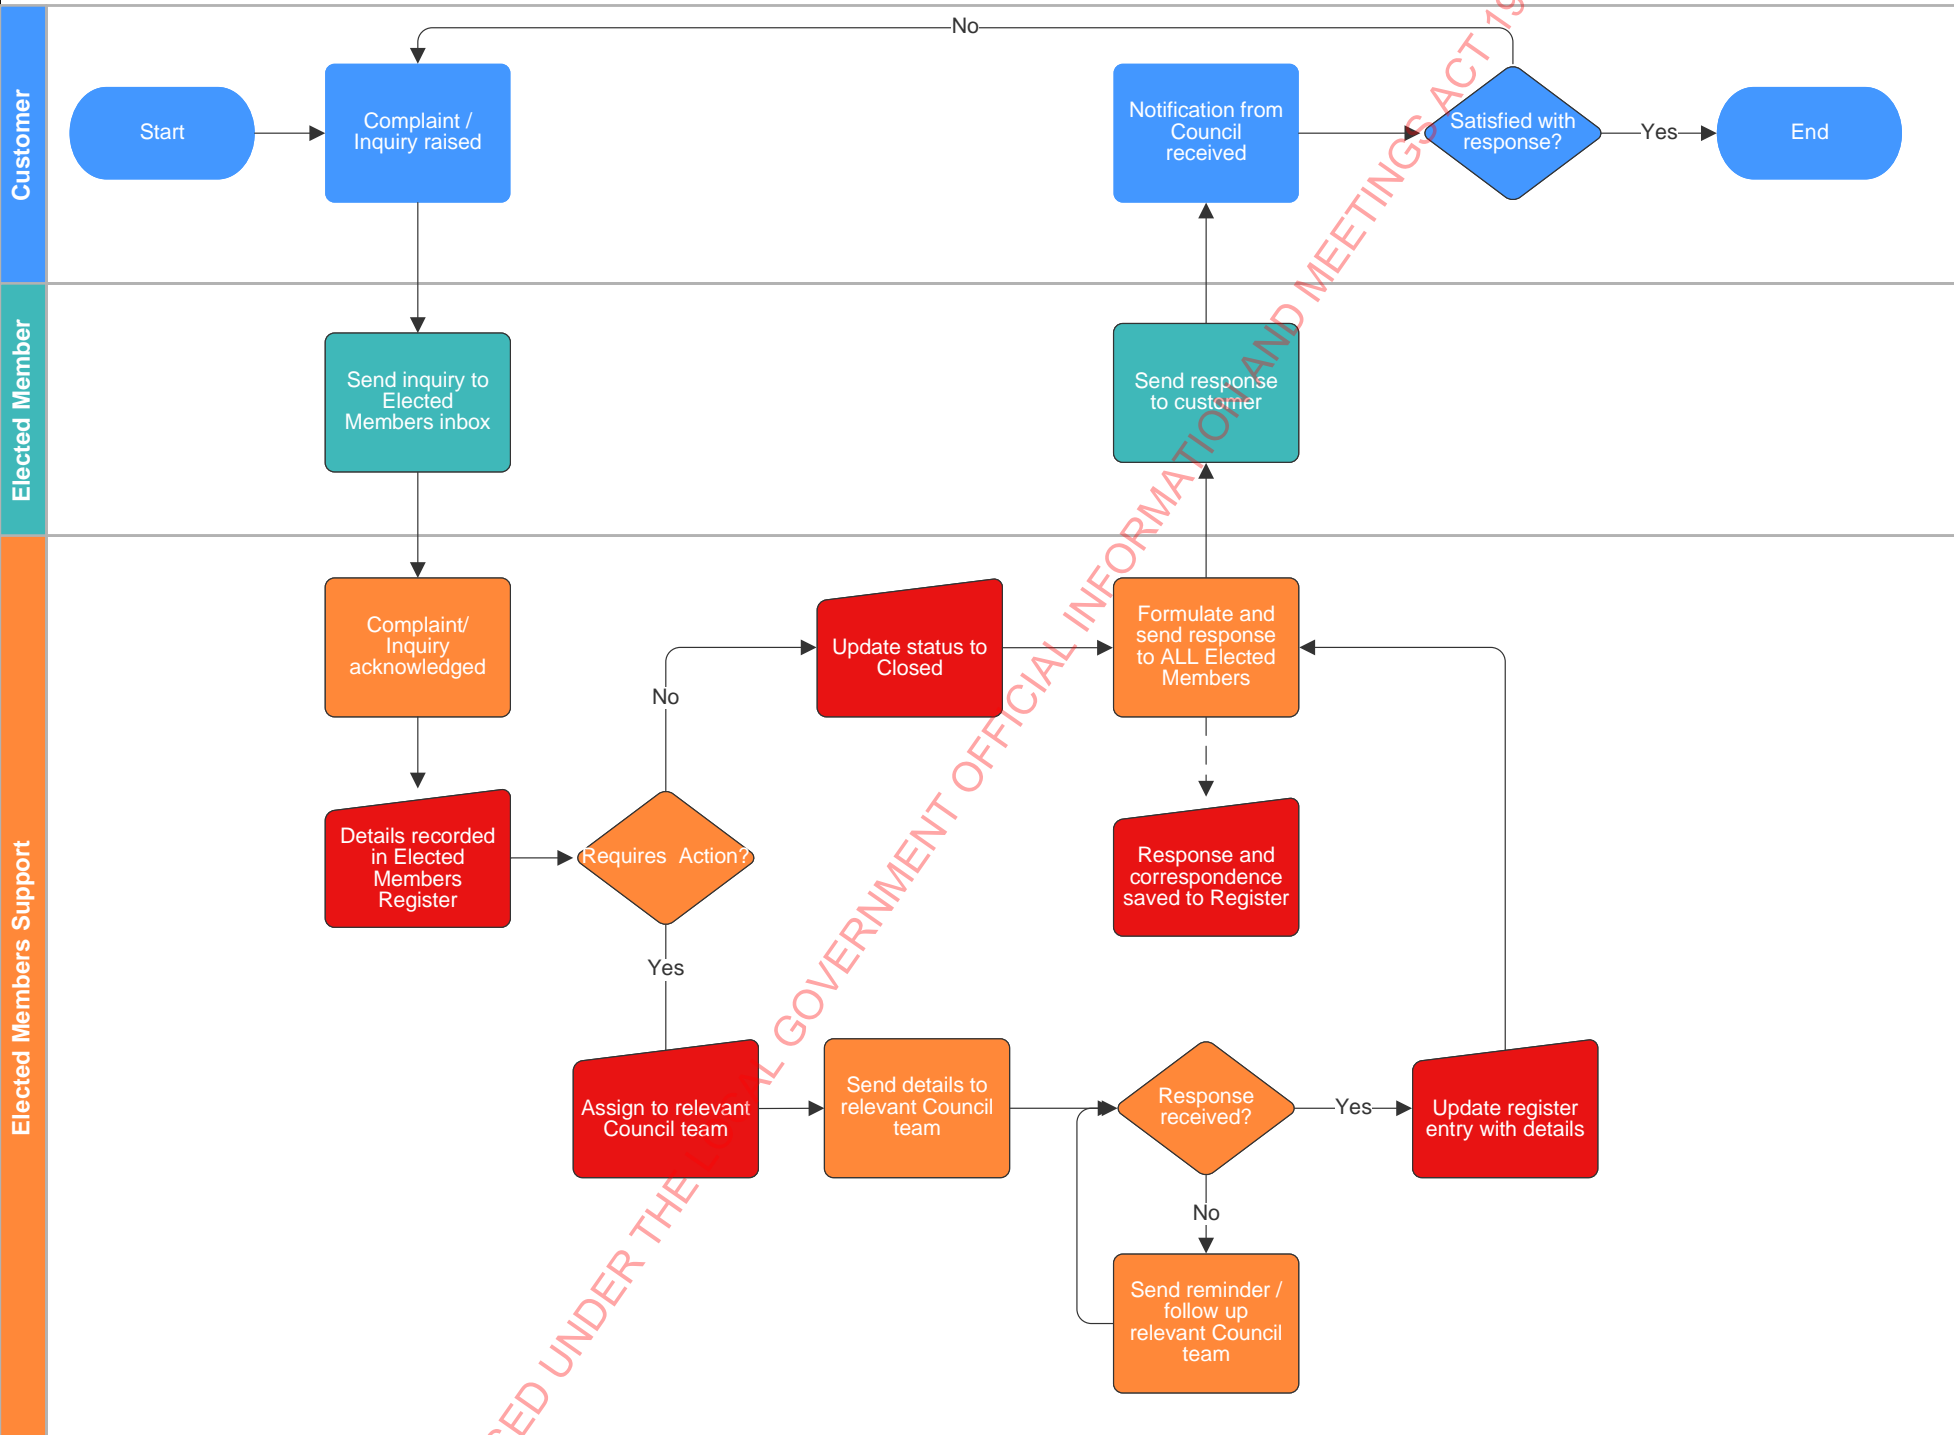 Customer
No
Start
Complaint /
Inquiry raised
Notification from
Council
received
Satisfied with
response?
Yes
End
Elected Member
Send inquiry to
Elected
Members inbox
Send response
to customer
Elected Members Support
Complaint/
Inquiry
acknowledged
Update status to
Closed
Formulate and
send response
to ALL Elected
Members
No
Details recorded
in Elected
Members
Register
Requires  Action?
Response and
correspondence
saved to Register
Yes
Assign to relevant
Council team
Send details to
relevant Council
team
Response
received?
Yes
Update register
entry with details
No
Send reminder /
follow up
relevant Council
team
UNDER THE LOCAL GOVERNMENT OFFICIAL INFORMATION AND MEETINGS ACT